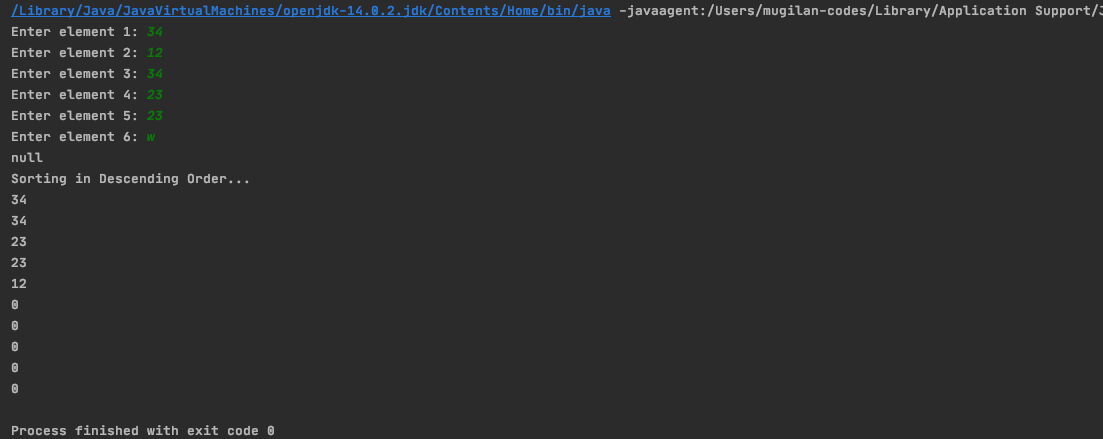 /Library/Java/JavaVirtualMachines/openjdk-14.0.2.jdk/Contents/Home/bin/java -javaagent:/Users/mugilan-codes/Library/Application Support/J
Enter element 1: 34
Enter element 2: 12
Enter element 3: 34
Enter element 4: 23
Enter element 5: 23
Enter element 6: w
null
Sorting in Descending Order...
34
34
23
23
12
0
0
0
0
0
Process finished with exit code 0